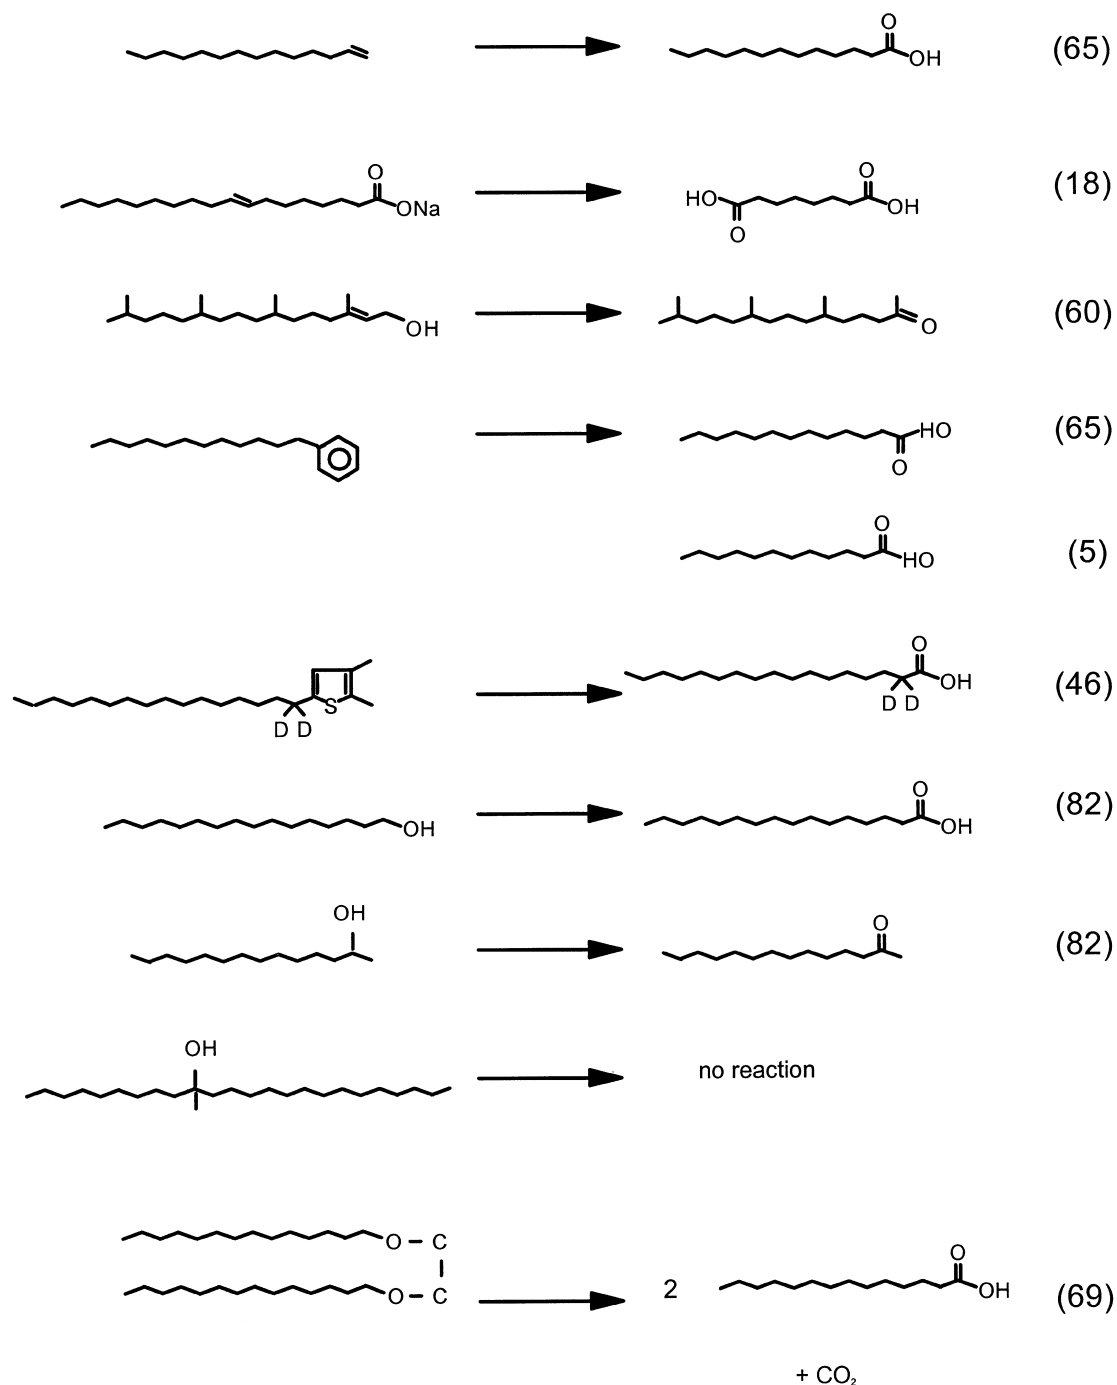 O
OH
(65)
O
ONa
HO
O
O
OH
(18)
OH
O
(60)
HO
O
(65)
O
HO
(5)
S
D D
O
OH
D D
(46)
OH
O
OH
(82)
OH
O
(82)
OH
no reaction
O – C
O – C
2
O
OH
(69)
+ CO₂